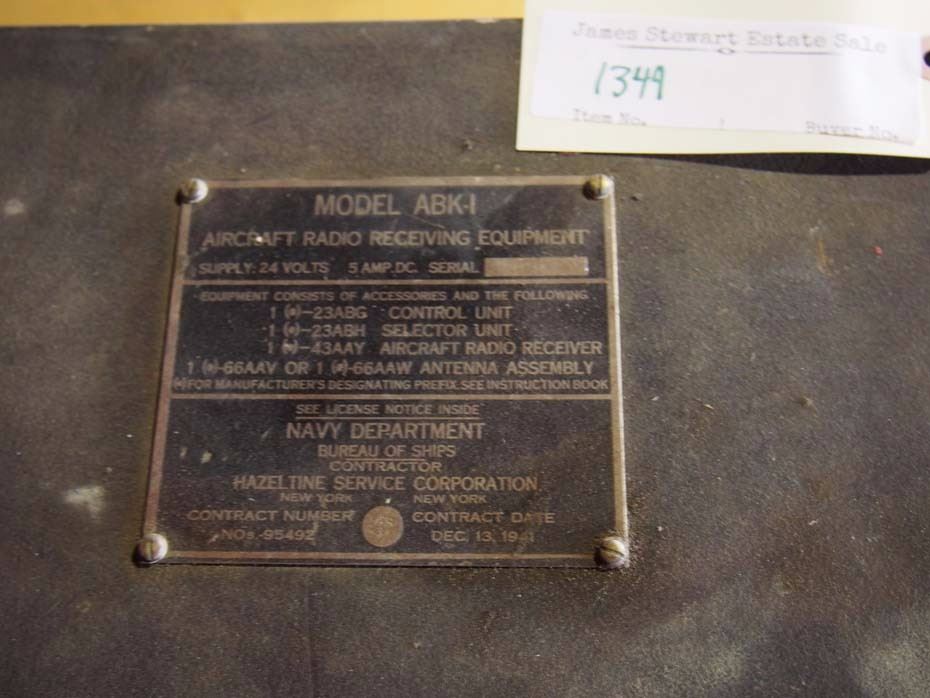 James Stewart Estate Sale
1349
Item No. Buyer No.
MODEL ABK-1
AIRCRAFT RADIO RECEIVING EQUIPMENT
SUPPLY: 24 VOLTS 5 AMP. DC. SERIAL
EQUIPMENT CONSISTS OF ACCESSORIES AND THE FOLLOWING
1 (*)-23ABG CONTROL UNIT
1 (*)-23ABH SELECTOR UNIT
1 (*)-43AAY AIRCRAFT RADIO RECEIVER
1 (*)-66AAV OR 1 (*)-66AAW ANTENNA ASSEMBLY
(*) FOR MANUFACTURER'S DESIGNATING PREFIX SEE INSTRUCTION BOOK
SEE LICENSE NOTICE INSIDE
NAVY DEPARTMENT
BUREAU OF SHIPS
CONTRACTOR
HAZELTINE SERVICE CORPORATION
NEW YORK NEW YORK
CONTRACT NUMBER CONTRACT DATE
NOs-95492 DEC. 13, 1941